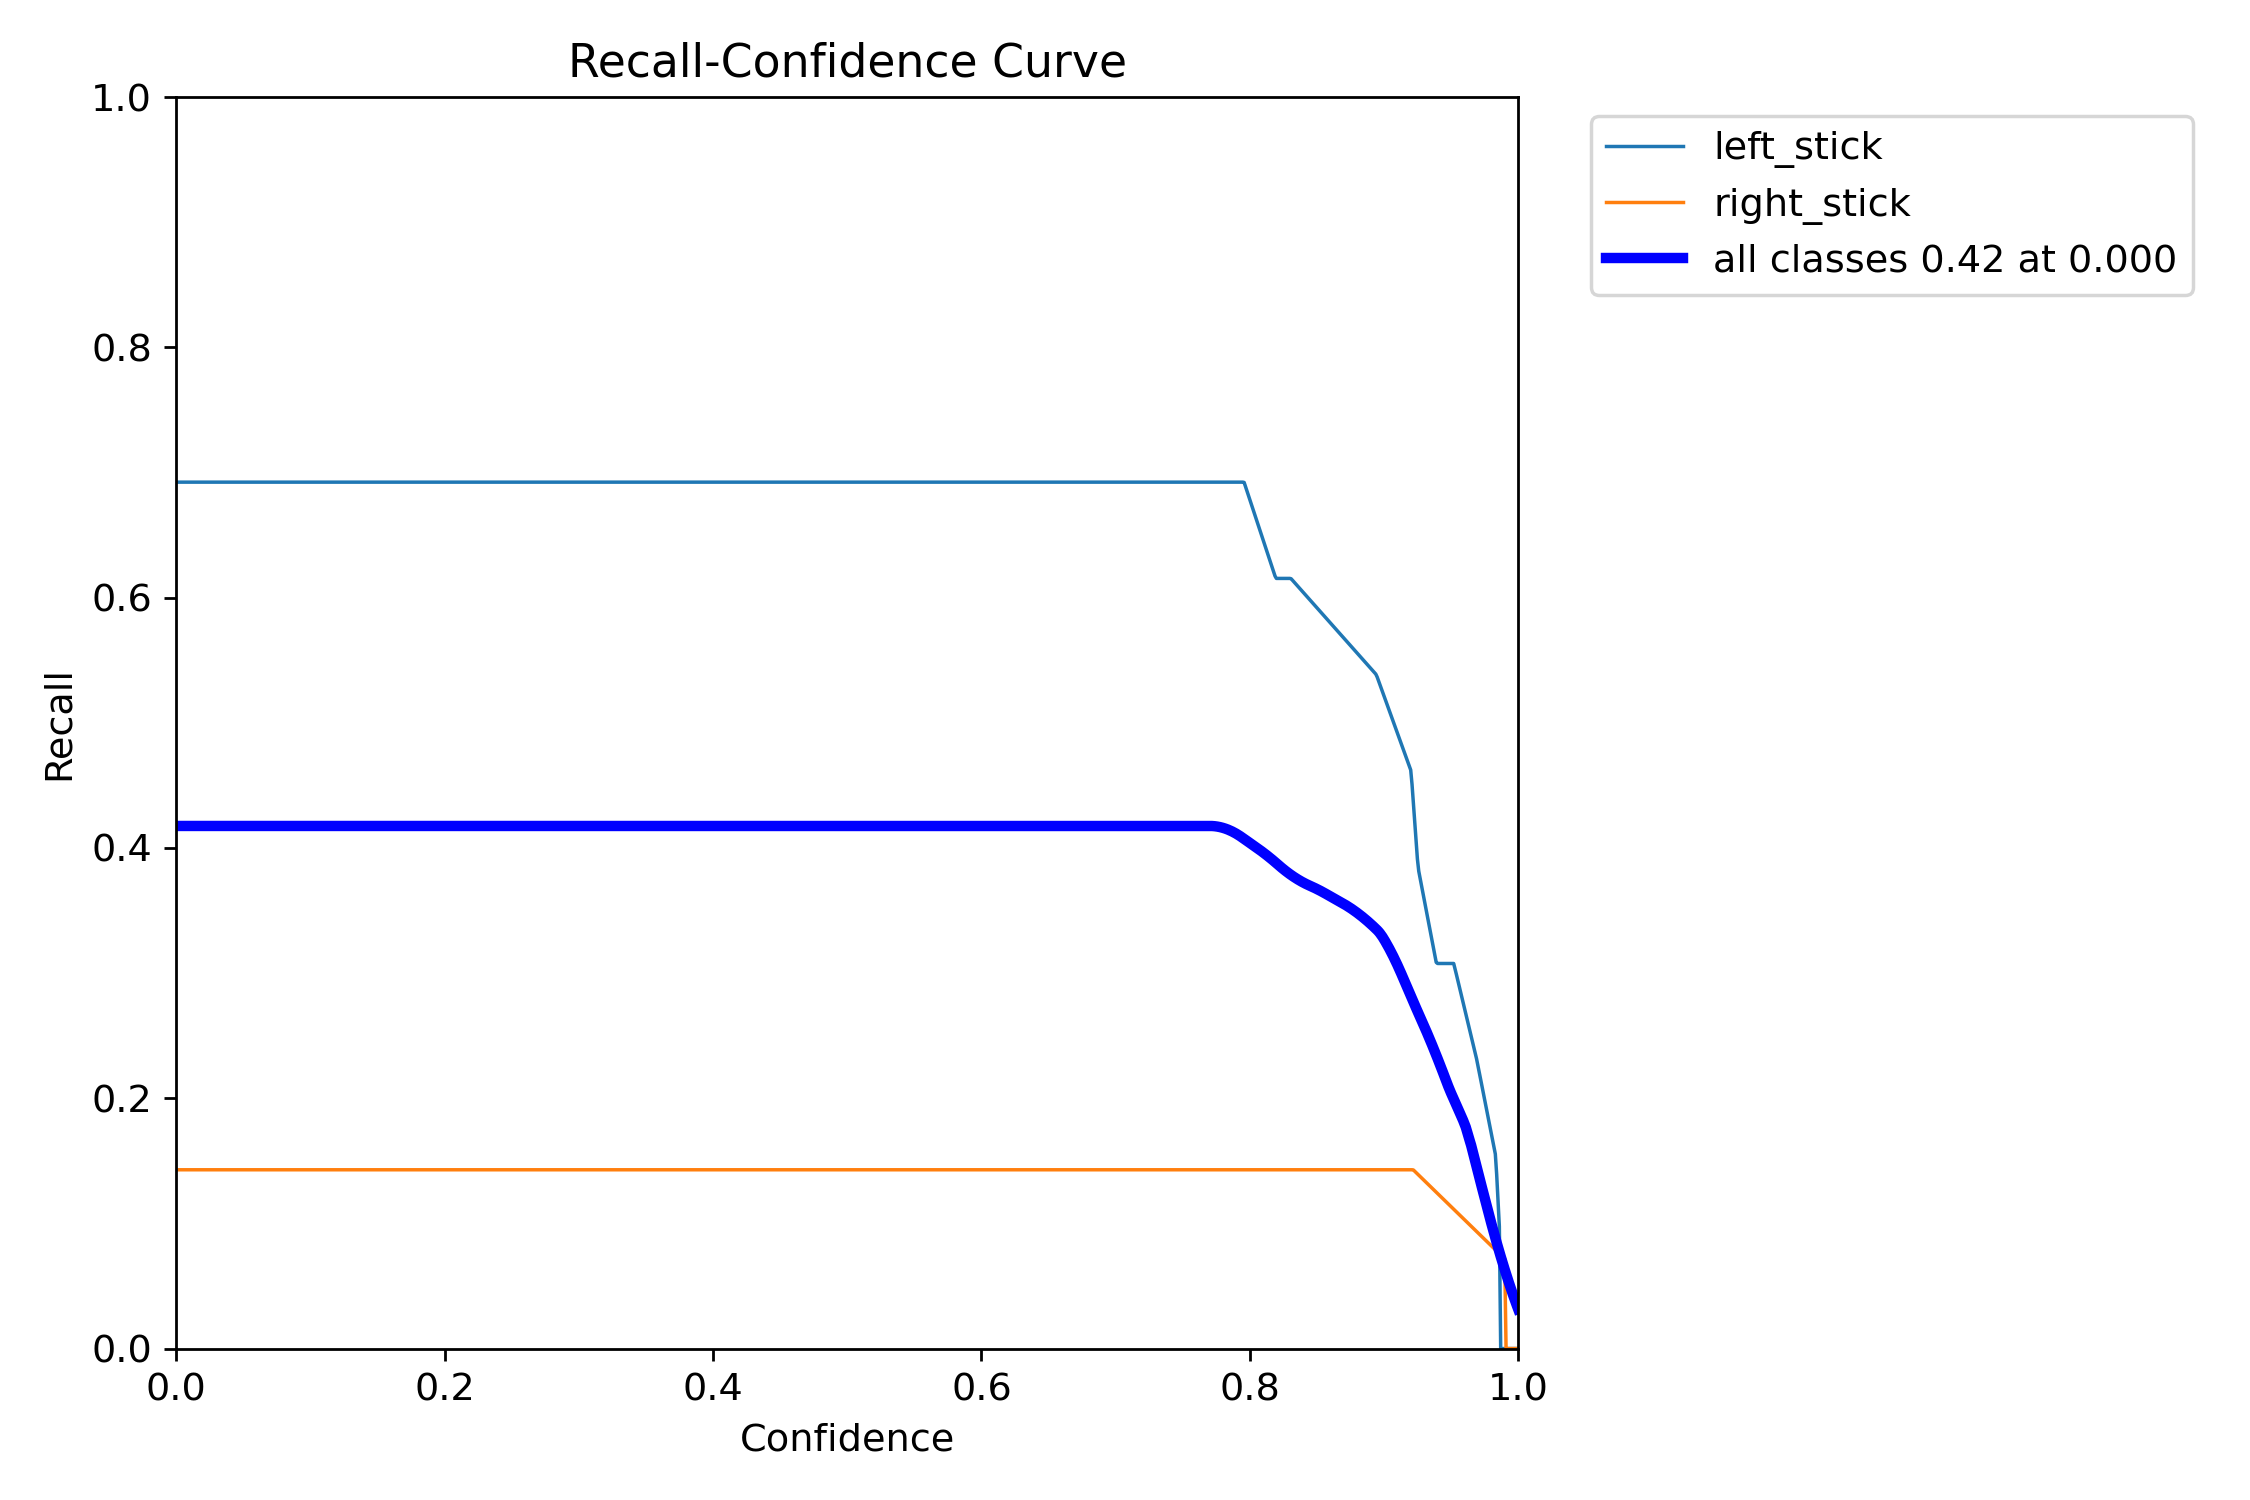 Recall-Confidence Curve
1.0
0.8
0.6
0.4
0.2
0.0
Recall
0.0 0.2 0.4 0.6 0.8 1.0
Confidence
left_stick
right_stick
all classes 0.42 at 0.000